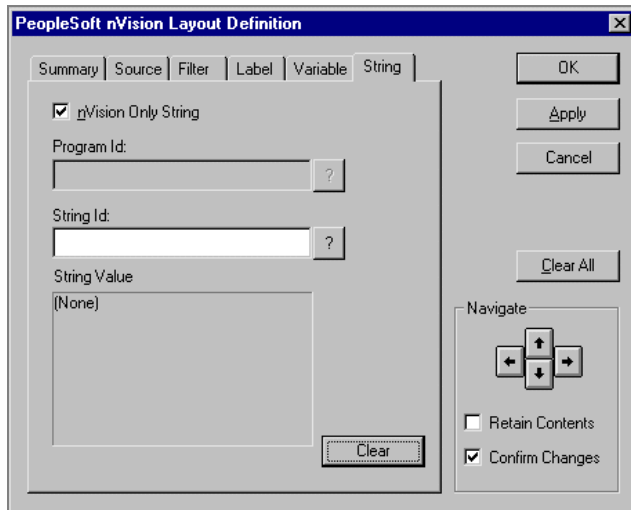 PeopleSoft nVision Layout Definition
Summary Source Filter Label Variable String
nVision Only String
Program Id:
?
String Id:
?
String Value
(None)
Clear
OK
Apply
Cancel
Clear All
Navigate
Retain Contents
Confirm Changes